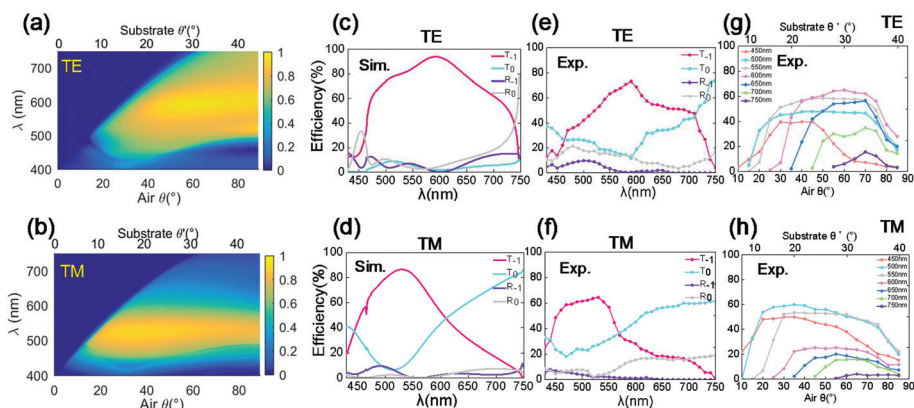 (a)
Substrate θ'(°)
0 10 20 30 40
TE
λ (nm)
700
600
500
400
0 20 40 60 80
Air θ(°)
1
0.8
0.6
0.4
0.2
0
(b)
Substrate θ'(°)
0 10 20 30 40
TM
λ (nm)
700
600
500
400
0 20 40 60 80
Air θ(°)
1
0.8
0.6
0.4
0.2
0
(c)
TE
Sim.
T-1
T0
R-1
R0
Efficiency(%)
100
80
60
40
20
0
450 500 550 600 650 700 750
λ(nm)
(d)
TM
Sim.
T-1
T0
R-1
R0
Efficiency(%)
100
80
60
40
20
0
450 500 550 600 650 700 750
λ(nm)
(e)
TE
Exp.
T-1
T0
R-1
R0
100
80
60
40
20
0
450 500 550 600 650 700 750
λ(nm)
(f)
TM
Exp.
T-1
T0
R-1
R0
100
80
60
40
20
0
450 500 550 600 650 700 750
λ(nm)
(g)
TE
Substrate θ'(°)
10 20 30 40
Exp.
450nm
500nm
550nm
600nm
650nm
700nm
750nm
100
80
60
40
20
0
10 20 30 40 50 60 70 80 90
Air θ(°)
(h)
TM
Substrate θ'(°)
10 20 30 40
Exp.
450nm
500nm
550nm
600nm
650nm
700nm
750nm
100
80
60
40
20
0
10 20 30 40 50 60 70 80 90
Air θ(°)